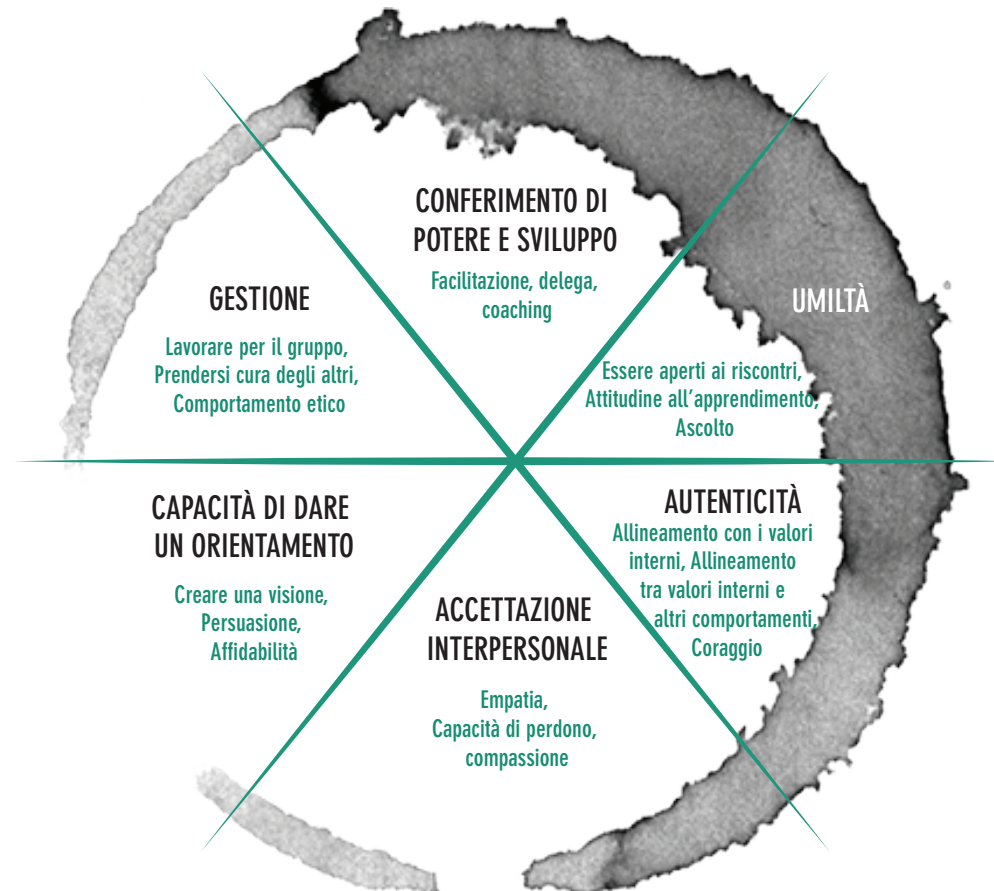 CONFERIMENTO DI
POTERE E SVILUPPO
Facilitazione, delega,
coaching
UMILTÀ
Essere aperti ai riscontri,
Attitudine all'apprendimento,
Ascolto
AUTENTICITÀ
Allineamento con i valori
interni, Allineamento
tra valori interni e
altri comportamenti,
Coraggio
ACCETTAZIONE
INTERPERSONALE
Empatia,
Capacità di perdono,
compassione
CAPACITÀ DI DARE
UN ORIENTAMENTO
Creare una visione,
Persuasione,
Affidabilità
GESTIONE
Lavorare per il gruppo,
Prendersi cura degli altri,
Comportamento etico